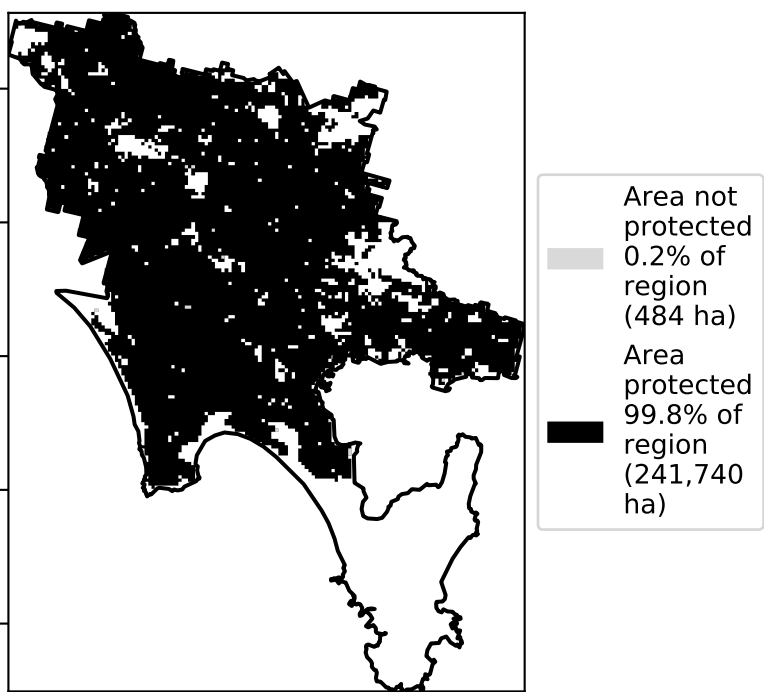 Area not
protected
0.2% of
region
(484 ha)
Area
protected
99.8% of
region
(241,740
ha)